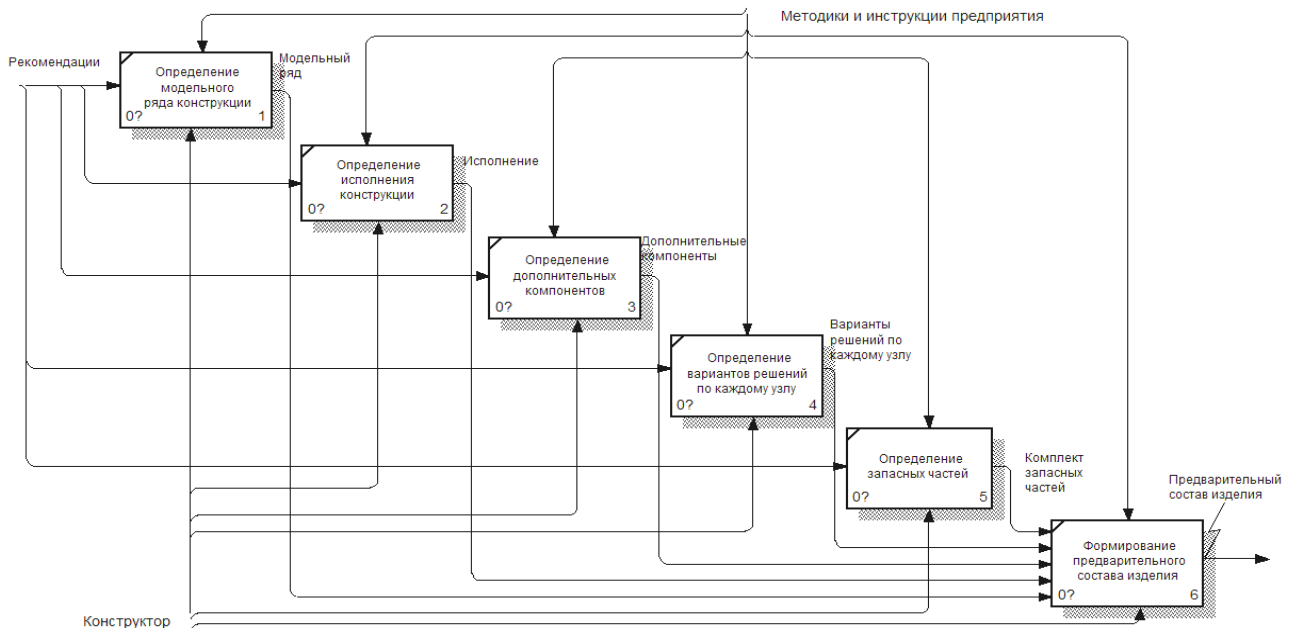 Методики и инструкции предприятия
Рекомендации
Определение
модельного
ряда конструкции
0?
1
Модельный
ряд
Определение
исполнения
конструкции
0?
2
Исполнение
Определение
дополнительных
компонентов
0?
3
Дополнительные
компоненты
Определение
вариантов решений
по каждому узлу
0?
4
Варианты
решений по
каждому узлу
Определение
запасных частей
0?
5
Комплект
запасных
частей
Формирование
предварительного
состава изделия
0?
6
Предварительный
состав изделия
Конструктор